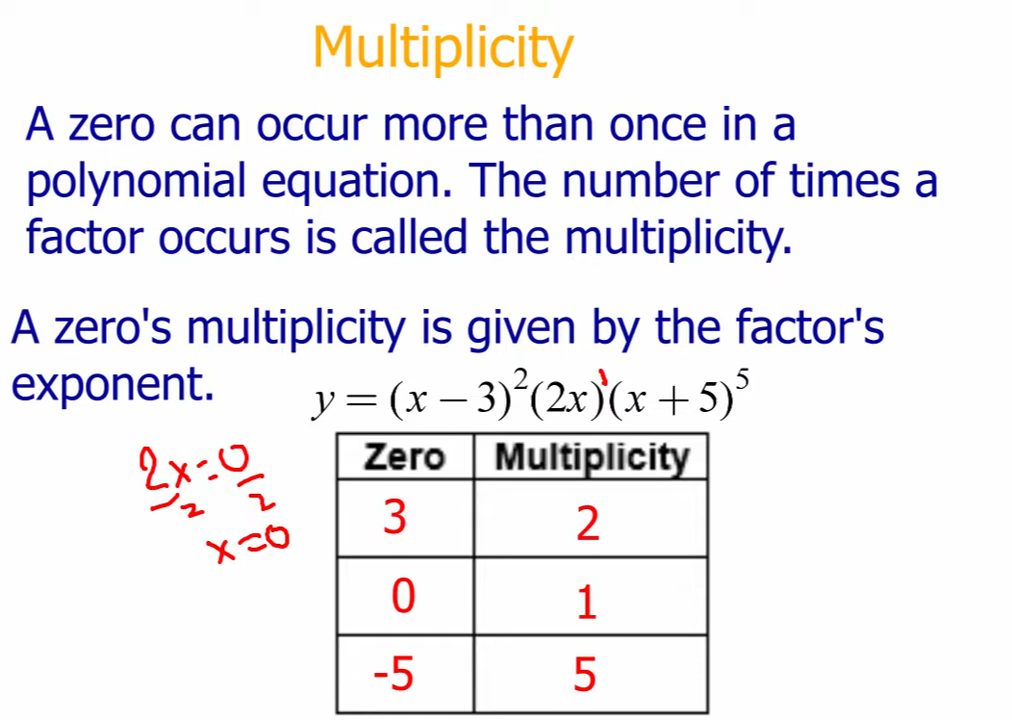 Multiplicity
A zero can occur more than once in a
polynomial equation. The number of times a
factor occurs is called the multiplicity.
A zero's multiplicity is given by the factor's
exponent.
y = (x − 3)²(2x)¹(x + 5)⁵
2x=0
2 2
x=0
Zero Multiplicity
3 2
0 1
-5 5